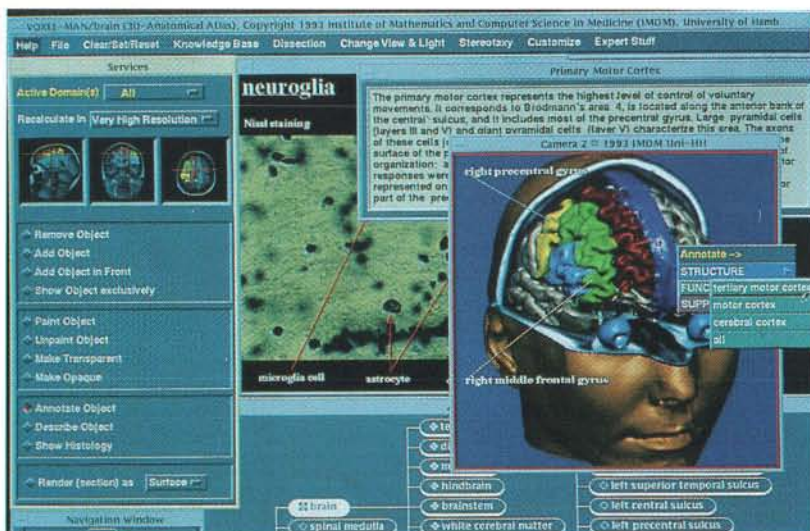 VOXEL-MAN/brain (3D-Anatomical Atlas), Copyright 1993 Institute of Mathematics and Computer Science in Medicine (IMDM), University of Hamb
Help File Clear/Set/Reset Knowledge Base Dissection Change View & Light Stereotaxy Customize Expert Stuff
Services
Active Domain(s) All
Recalculate in Very High Resolution
Remove Object
Add Object
Add Object in Front
Show Object exclusively
Paint Object
Unpaint Object
Make Transparent
Make Opaque
Annotate Object
Describe Object
Show Histology
Render (section) as Surface
Navigation window
neuroglia
Nissl staining
microglia cell
astrocyte
Primary Motor Cortex
The primary motor cortex represents the highest level of control of voluntary
movements. It corresponds to Brodmann's area 4, is located along the anterior bank of
the central sulcus, and it includes most of the precentral gyrus. Large pyramidal cells
(layers III and V) and giant pyramidal cells (layer V) characterize this area. The axons
of these cells
surface of the
organization:
responses were
represented on
part of the
Camera 2 © 1993 IMDM Uni-HH
right precentral gyrus
right middle frontal gyrus
Annotate ->
STRUCTURE
FUNC
SUPP
tertiary motor cortex
motor cortex
cerebral cortex
all
hindbrain
brain
brainstem
spinal medulla
white cerebral matter
left superior temporal sulcus
left central sulcus
left precentral sulcus